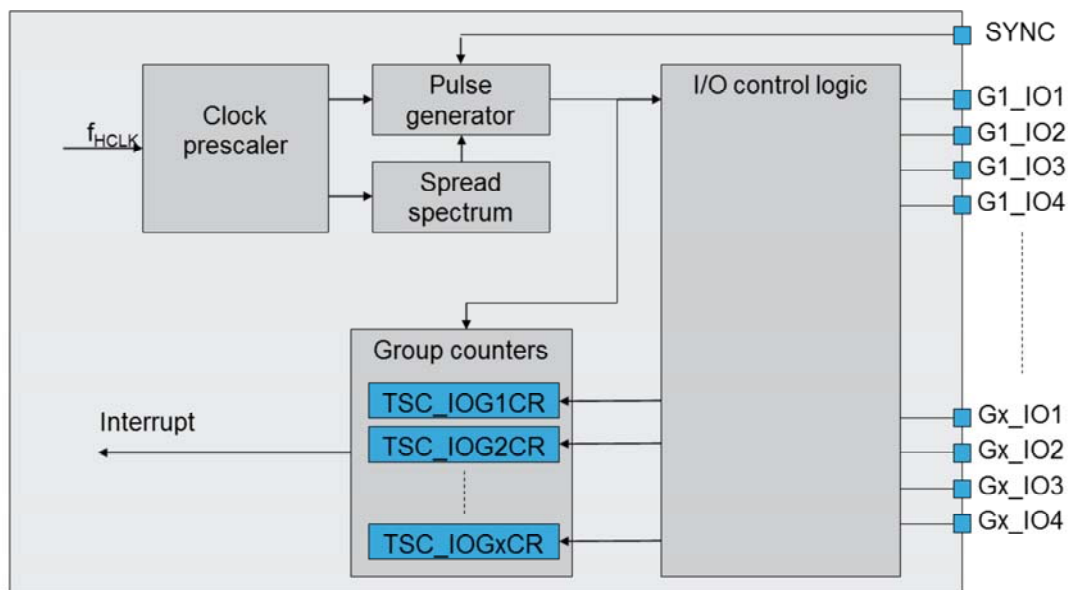 SYNC
Clock
prescaler
Pulse
generator
I/O control logic
f_HCLK
Spread
spectrum
G1_IO1
G1_IO2
G1_IO3
G1_IO4
Group counters
TSC_IOG1CR
TSC_IOG2CR
TSC_IOGxCR
Interrupt
Gx_IO1
Gx_IO2
Gx_IO3
Gx_IO4